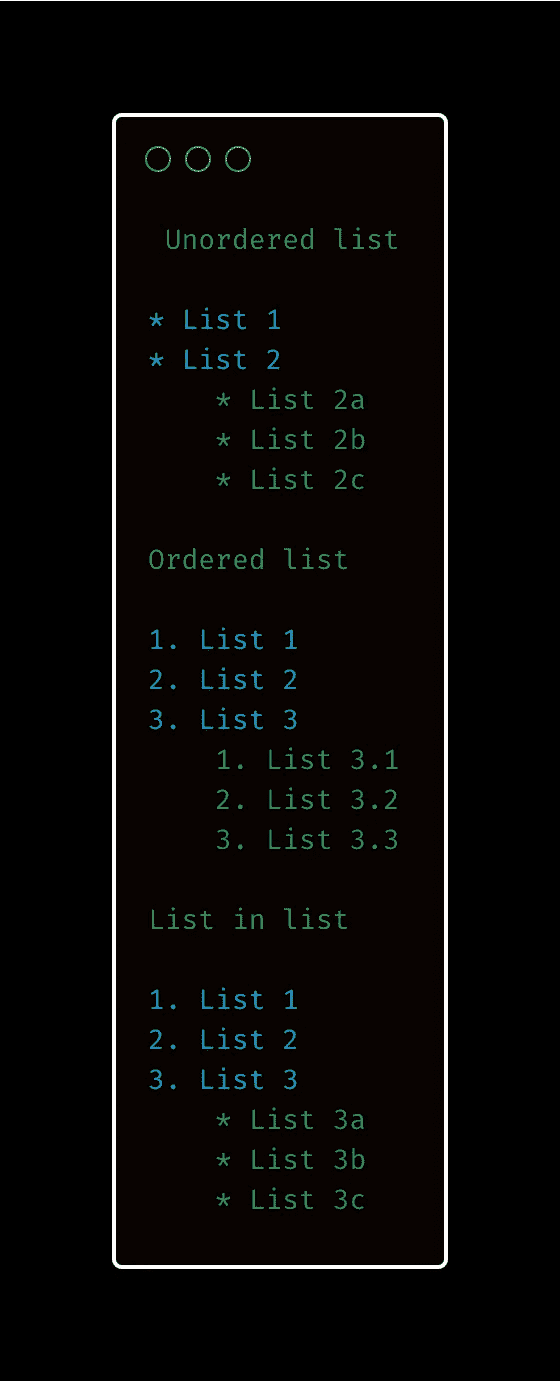 Unordered list
* List 1
* List 2
* List 2a
* List 2b
* List 2c
Ordered list
1. List 1
2. List 2
3. List 3
1. List 3.1
2. List 3.2
3. List 3.3
List in list
1. List 1
2. List 2
3. List 3
* List 3a
* List 3b
* List 3c